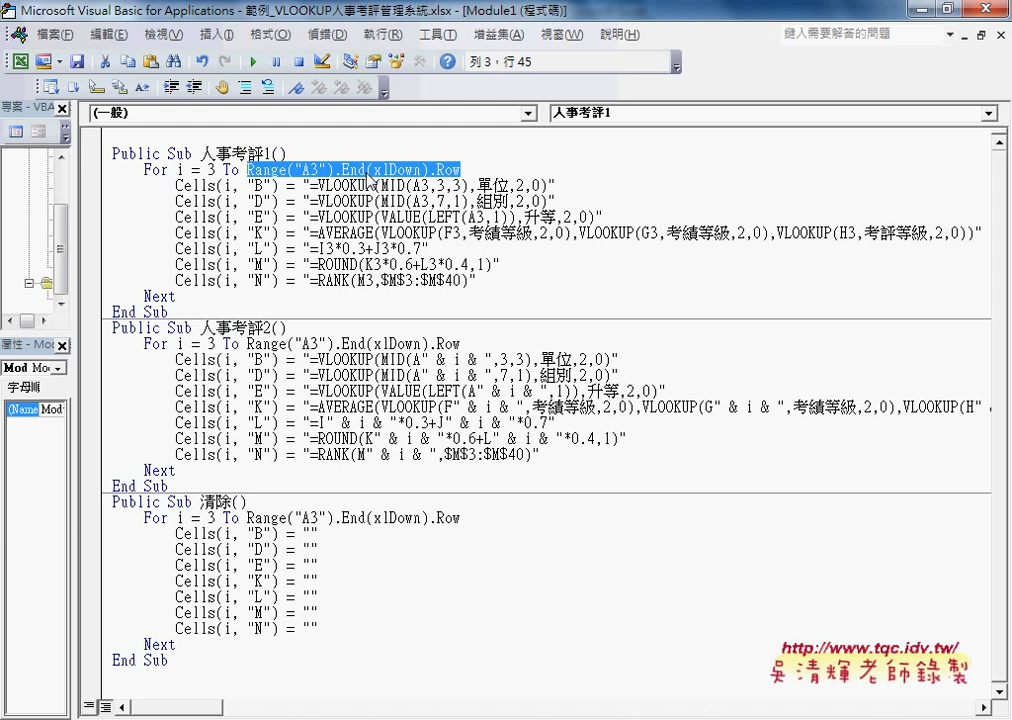 Microsoft Visual Basic for Applications - 範例_VLOOKUP人事考評管理系統.xlsx - [Module1 (程式碼)]
檔案(F) 編輯(E) 檢視(V) 插入(I) 格式(O) 偵錯(D) 執行(R) 工具(T) 增益集(A) 視窗(W) 說明(H) 鍵入需要解答的問題
列 3，行 45
專案 - VBA
(一般) 人事考評1
Public Sub 人事考評1()
For i = 3 To Range("A3").End(xlDown).Row
Cells(i, "B") = "=VLOOKUP(MID(A3,3,3),單位,2,0)"
Cells(i, "D") = "=VLOOKUP(MID(A3,7,1),組別,2,0)"
Cells(i, "E") = "=VLOOKUP(VALUE(LEFT(A3,1)),升等,2,0)"
Cells(i, "K") = "=AVERAGE(VLOOKUP(F3,考績等級,2,0),VLOOKUP(G3,考績等級,2,0),VLOOKUP(H3,考評等級,2,0))"
Cells(i, "L") = "=I3*0.3+J3*0.7"
Cells(i, "M") = "=ROUND(K3*0.6+L3*0.4,1)"
Cells(i, "N") = "=RANK(M3,$M$3:$M$40)"
Next
End Sub
Public Sub 人事考評2()
For i = 3 To Range("A3").End(xlDown).Row
Cells(i, "B") = "=VLOOKUP(MID(A" & i & ",3,3),單位,2,0)"
Cells(i, "D") = "=VLOOKUP(MID(A" & i & ",7,1),組別,2,0)"
Cells(i, "E") = "=VLOOKUP(VALUE(LEFT(A" & i & ",1)),升等,2,0)"
Cells(i, "K") = "=AVERAGE(VLOOKUP(F" & i & ",考績等級,2,0),VLOOKUP(G" & i & ",考績等級,2,0),VLOOKUP(H"
Cells(i, "L") = "=I" & i & "*0.3+J" & i & "*0.7"
Cells(i, "M") = "=ROUND(K" & i & "*0.6+L" & i & "*0.4,1)"
Cells(i, "N") = "=RANK(M" & i & ",$M$3:$M$40)"
Next
End Sub
Public Sub 清除()
For i = 3 To Range("A3").End(xlDown).Row
Cells(i, "B") = ""
Cells(i, "D") = ""
Cells(i, "E") = ""
Cells(i, "K") = ""
Cells(i, "L") = ""
Cells(i, "M") = ""
Cells(i, "N") = ""
Next
End Sub
屬性 - Mod
Mod Mo
字母順
(Name Mod
http://www.tqc.idv.tw/
吳清輝老師錄製